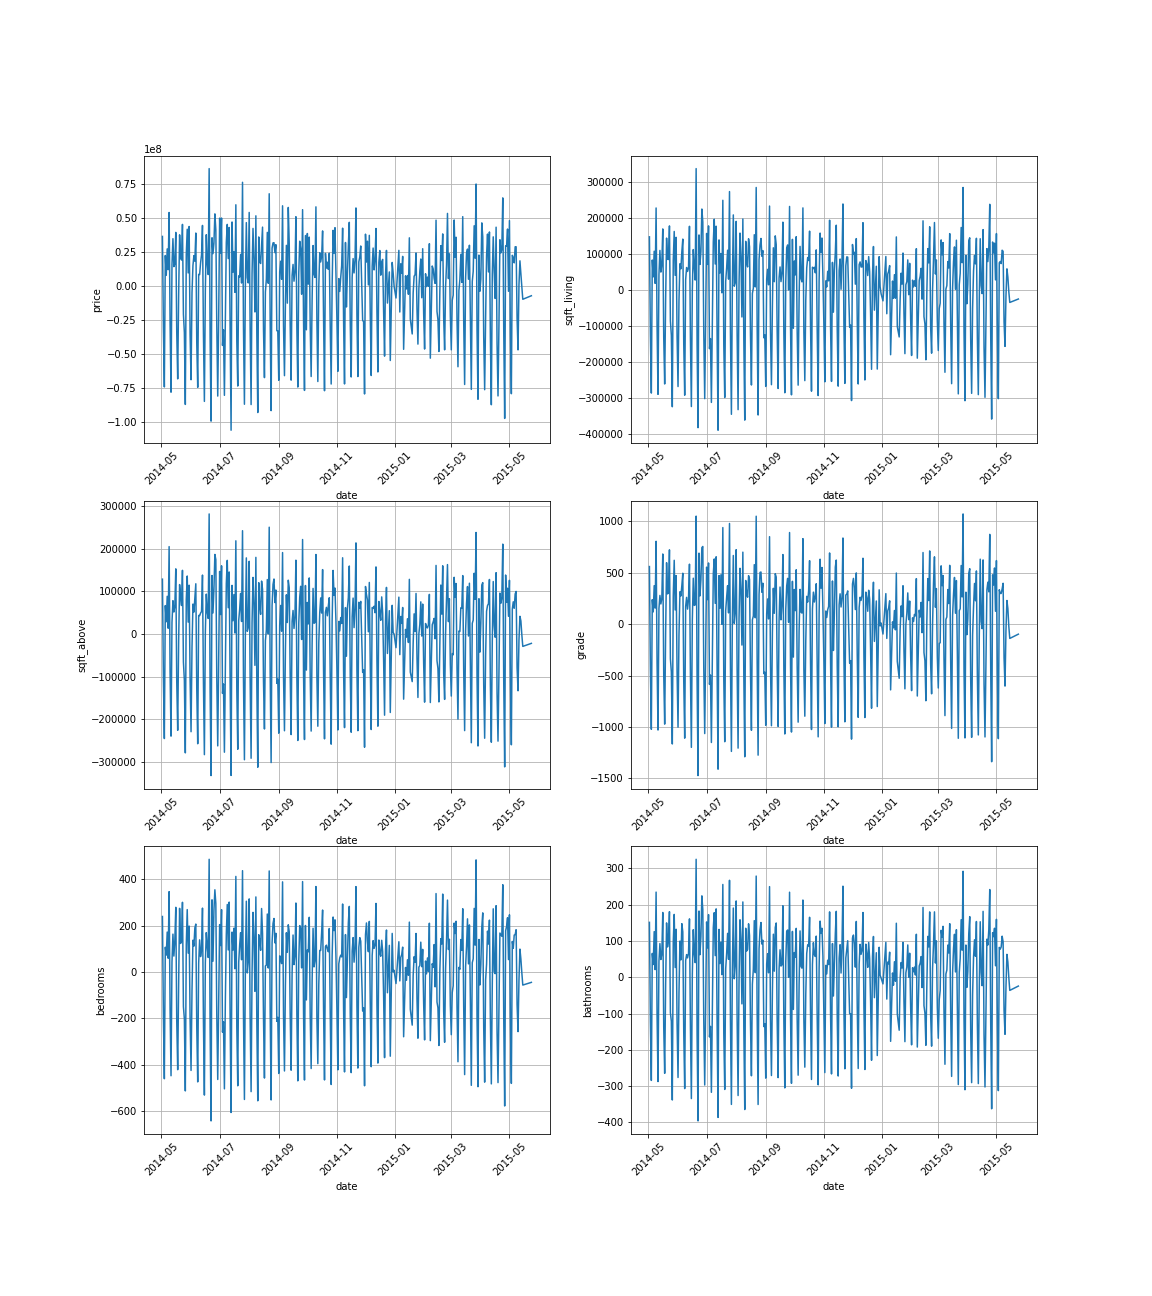 1e8
0.75
0.50
0.25
0.00
−0.25
−0.50
−0.75
−1.00
price
2014-05 2014-07 2014-09 2014-11 2015-01 2015-03 2015-05
date
300000
200000
100000
0
−100000
−200000
−300000
−400000
sqft_living
2014-05 2014-07 2014-09 2014-11 2015-01 2015-03 2015-05
date
300000
200000
100000
0
−100000
−200000
−300000
sqft_above
2014-05 2014-07 2014-09 2014-11 2015-01 2015-03 2015-05
date
1000
500
0
−500
−1000
−1500
grade
2014-05 2014-07 2014-09 2014-11 2015-01 2015-03 2015-05
date
400
200
0
−200
−400
−600
bedrooms
2014-05 2014-07 2014-09 2014-11 2015-01 2015-03 2015-05
date
300
200
100
0
−100
−200
−300
−400
bathrooms
2014-05 2014-07 2014-09 2014-11 2015-01 2015-03 2015-05
date